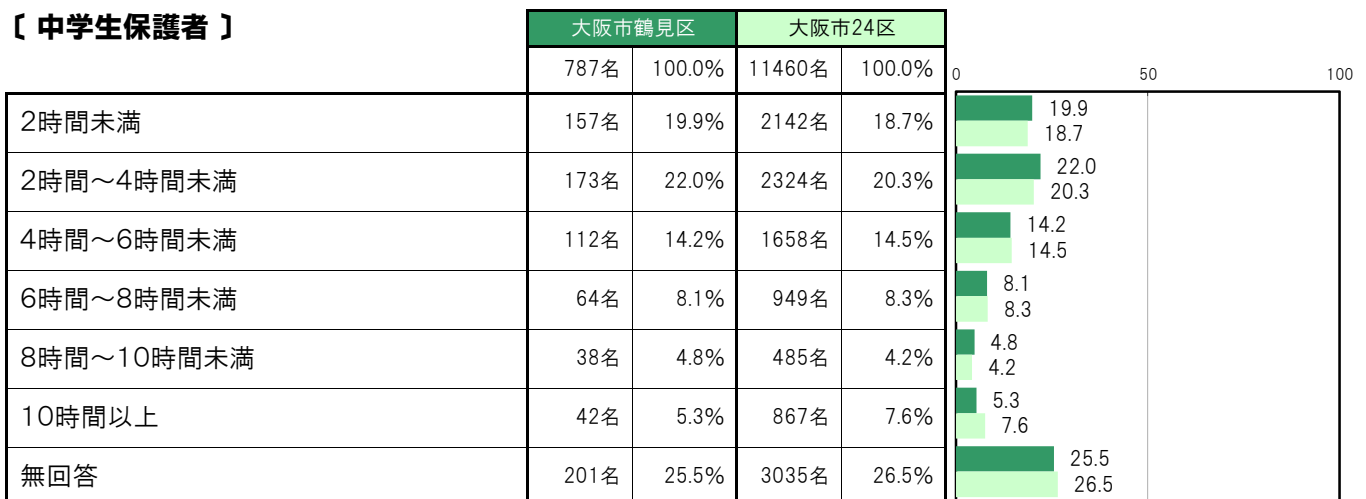 〔 中学生保護者 〕
大阪市鶴見区 大阪市24区
787名 100.0% 11460名 100.0%
0 50 100
2時間未満 157名 19.9% 2142名 18.7% 19.9
18.7
2時間～4時間未満 173名 22.0% 2324名 20.3% 22.0
20.3
4時間～6時間未満 112名 14.2% 1658名 14.5% 14.2
14.5
6時間～8時間未満 64名 8.1% 949名 8.3% 8.1
8.3
8時間～10時間未満 38名 4.8% 485名 4.2% 4.8
4.2
10時間以上 42名 5.3% 867名 7.6% 5.3
7.6
無回答 201名 25.5% 3035名 26.5% 25.5
26.5